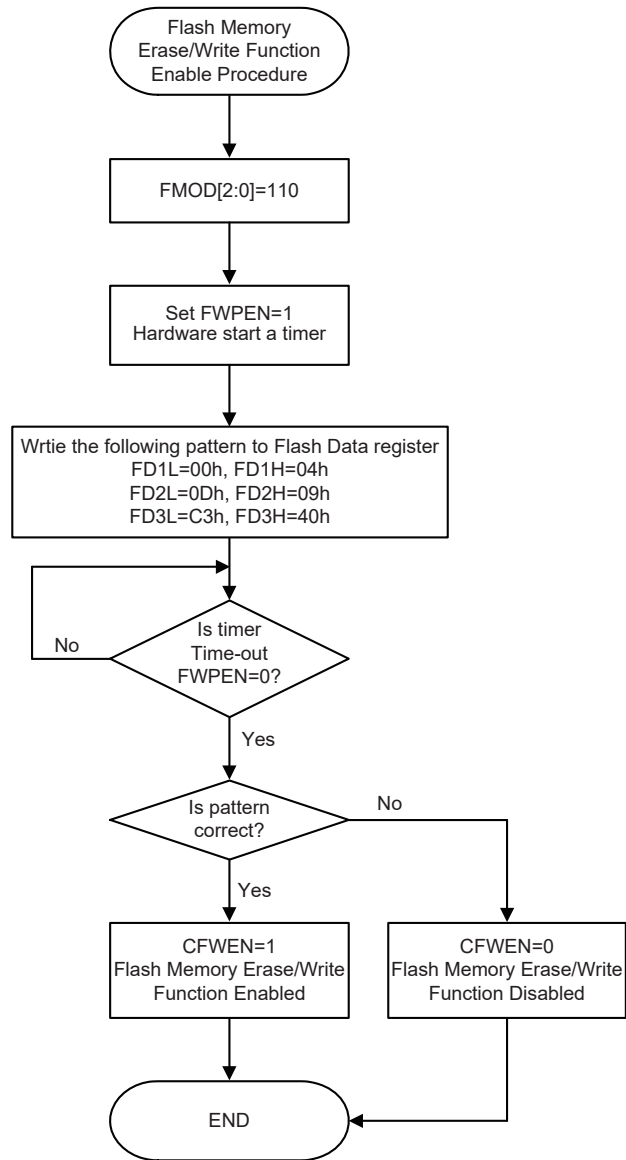 Flash Memory
Erase/Write Function
Enable Procedure
FMOD[2:0]=110
Set FWPEN=1
Hardware start a timer
Wrtie the following pattern to Flash Data register
FD1L=00h, FD1H=04h
FD2L=0Dh, FD2H=09h
FD3L=C3h, FD3H=40h
Is timer
Time-out
FWPEN=0?
No
Yes
Is pattern
correct?
No
Yes
CFWEN=1
Flash Memory Erase/Write
Function Enabled
CFWEN=0
Flash Memory Erase/Write
Function Disabled
END